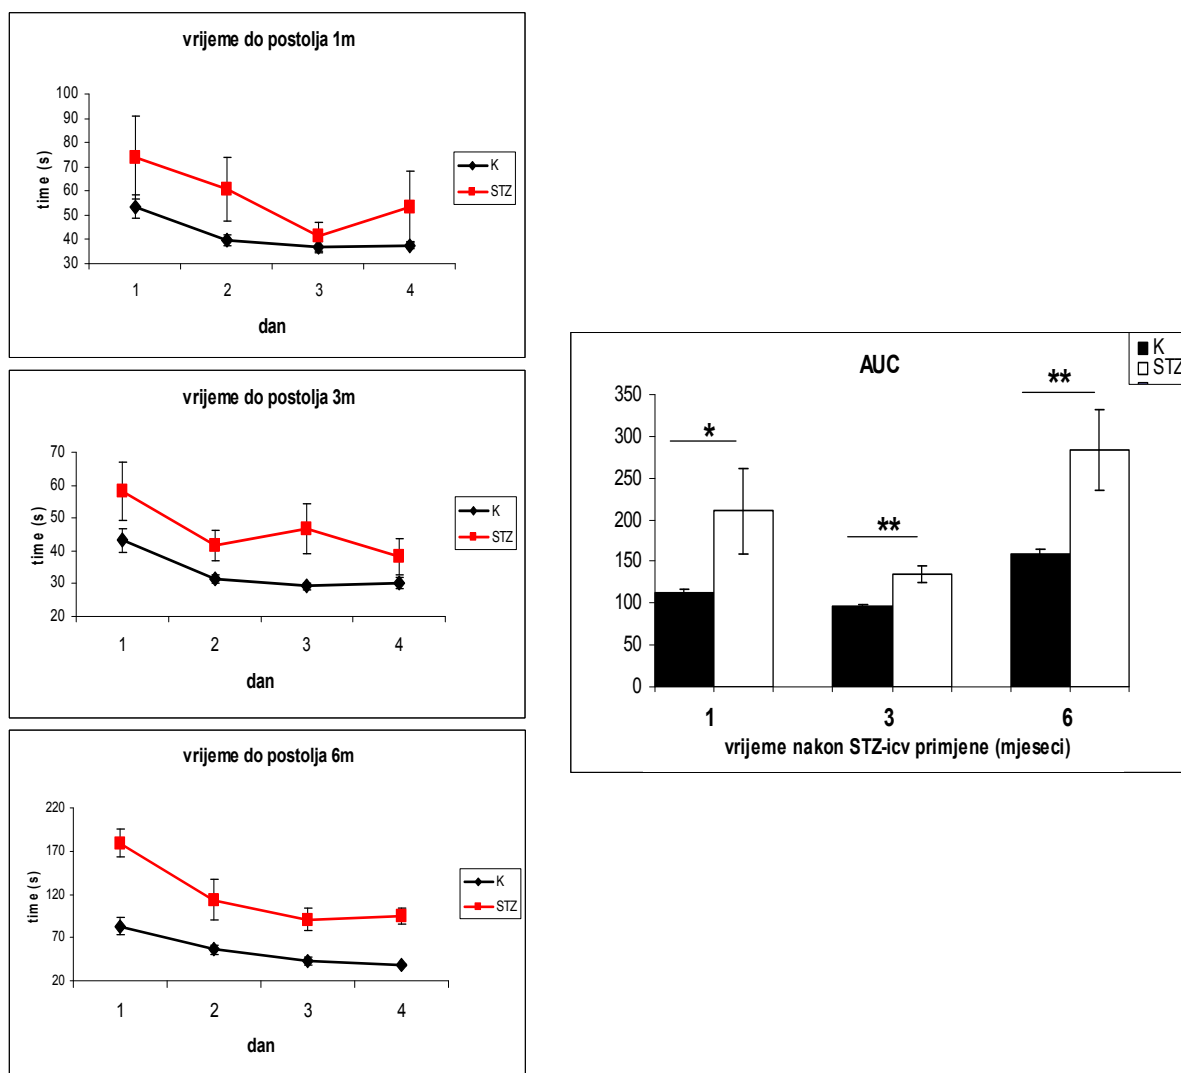 vrijeme do postolja 1m
100
90
80
70
60
50
40
30
time (s)
1 2 3 4
dan
K
STZ
vrijeme do postolja 3m
70
60
50
40
30
20
time (s)
1 2 3 4
dan
K
STZ
vrijeme do postolja 6m
220
170
120
70
20
time (s)
1 2 3 4
dan
K
STZ
AUC
K
STZ
350
300
250
200
150
100
50
0
* ** **
1 3 6
vrijeme nakon STZ-icv primjene (mjeseci)